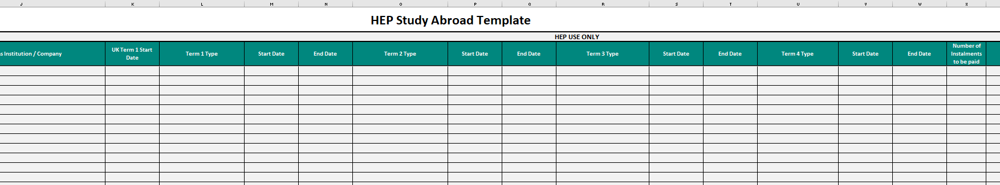 J K L M N O P Q R S T U V W X
HEP Study Abroad Template
HEP USE ONLY
s Institution / Company
UK Term 1 Start
Date
Term 1 Type
Start Date
End Date
Term 2 Type
Start Date
End Date
Term 3 Type
Start Date
End Date
Term 4 Type
Start Date
End Date
Number of
Instalments
to be paid